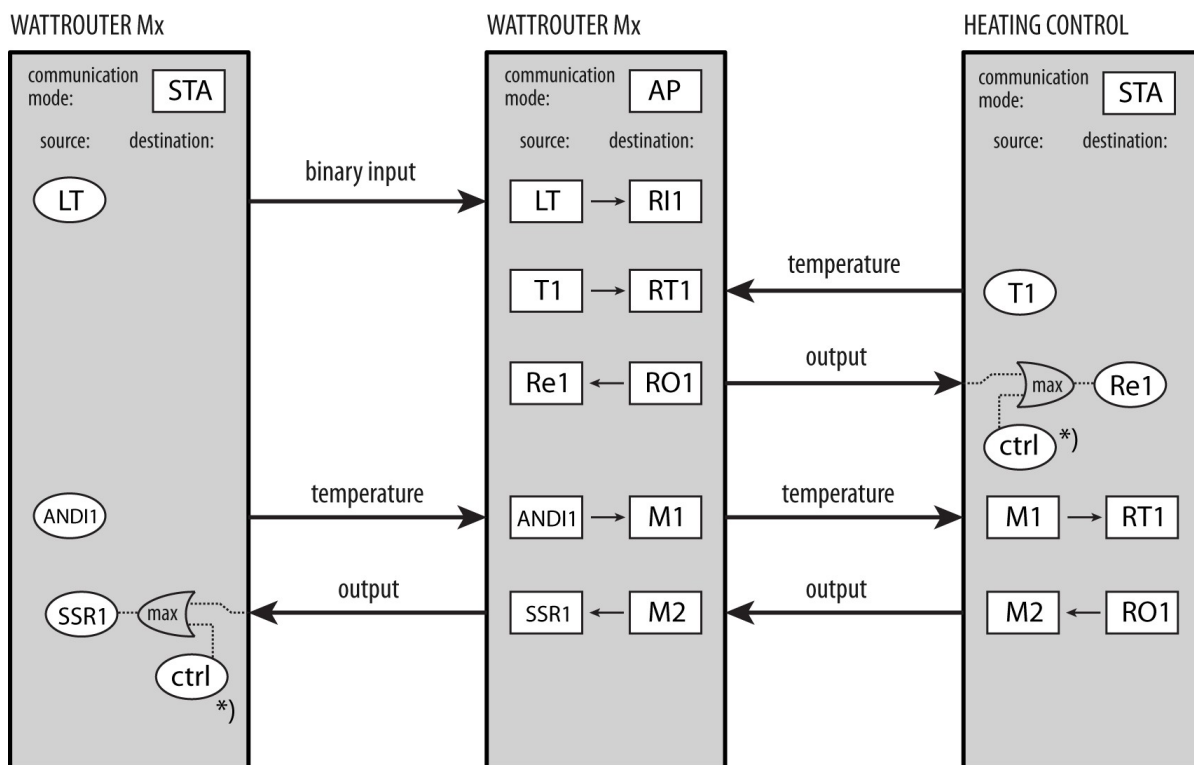 WATTROUTER Mx
communication
mode:
STA
source: destination:
LT
ANDI1
SSR1 max
ctrl
*)
binary input
temperature
output
WATTROUTER Mx
communication
mode:
AP
source: destination:
LT RI1
T1 RT1
Re1 RO1
ANDI1 M1
SSR1 M2
temperature
output
temperature
output
HEATING CONTROL
communication
mode:
STA
source: destination:
T1
max Re1
ctrl *)
M1 RT1
M2 RO1